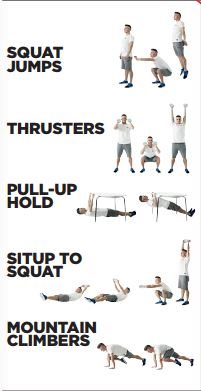 SQUAT
JUMPS
THRUSTERS
PULL-UP
HOLD
SITUP TO
SQUAT
MOUNTAIN
CLIMBERS